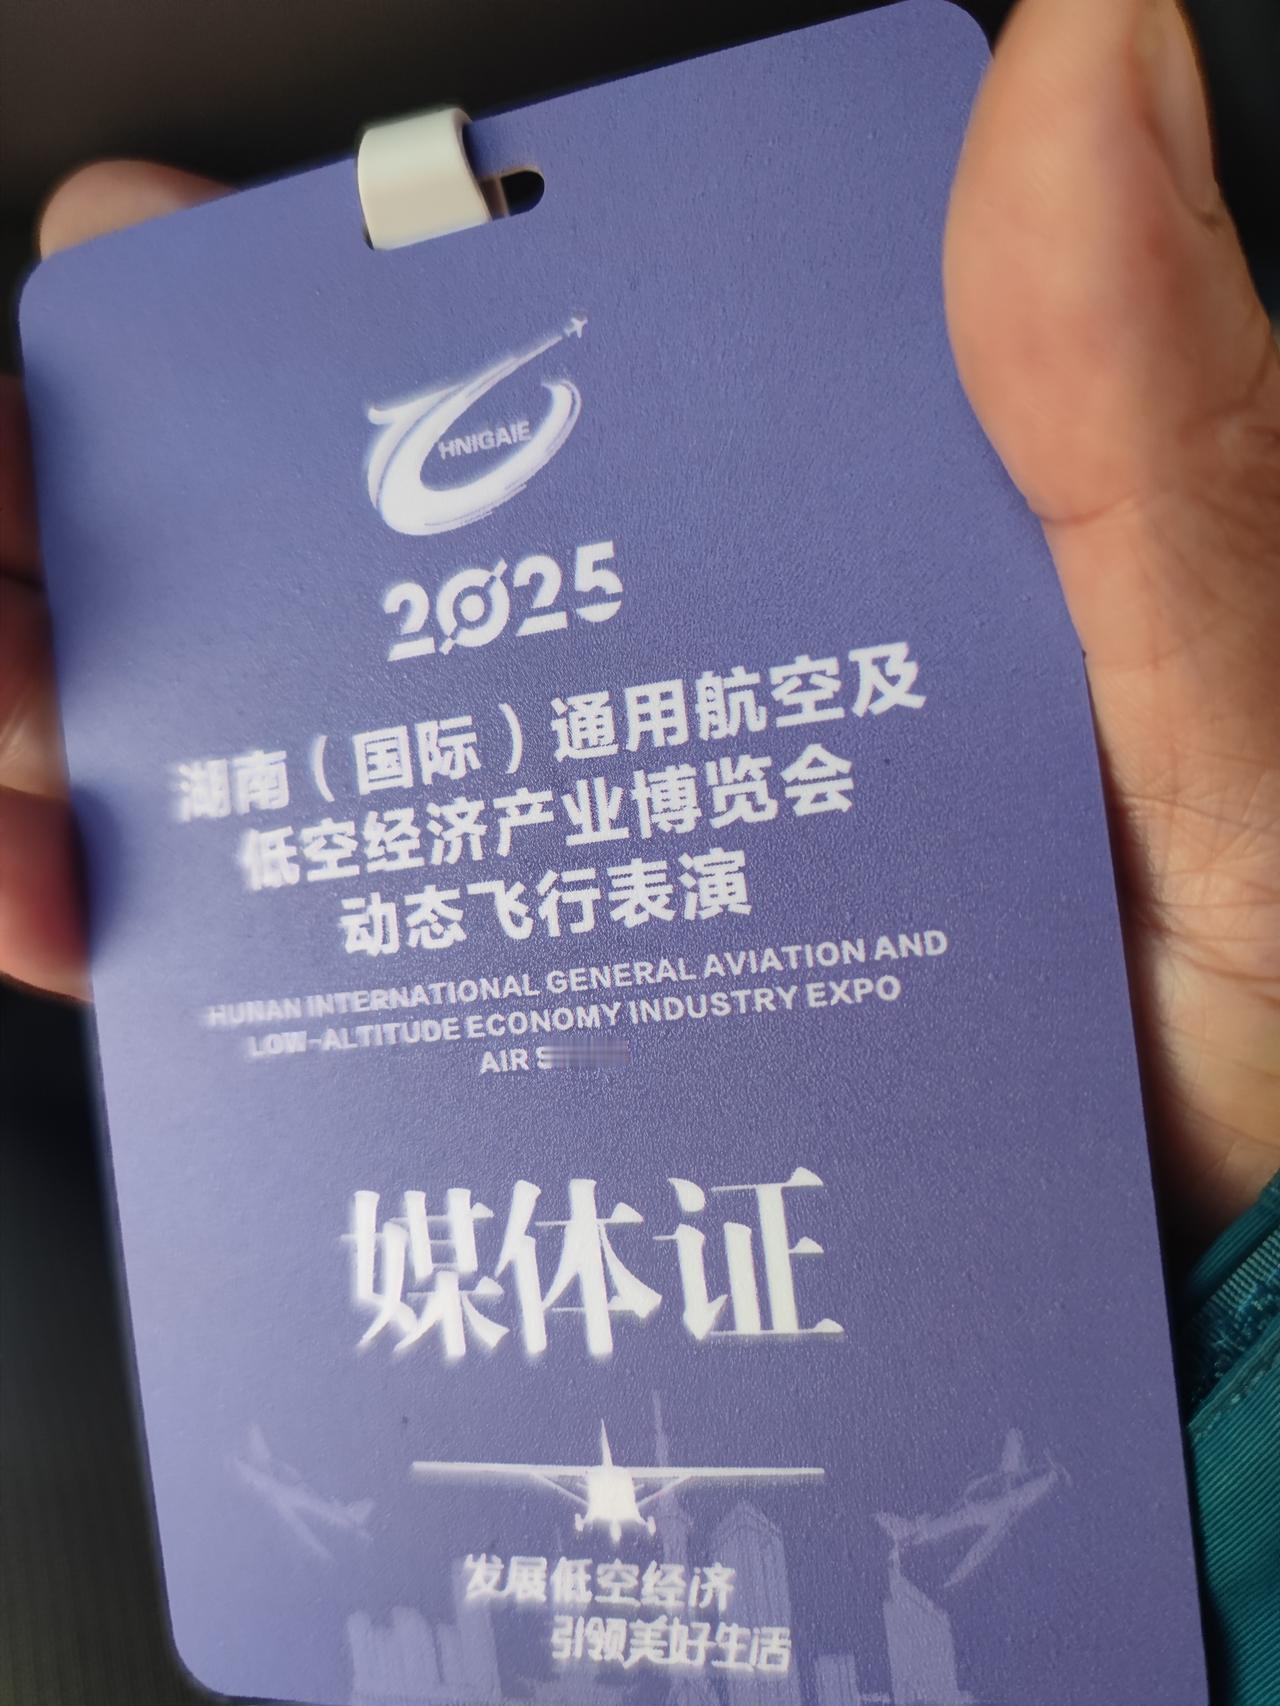 HNIGAIE
2025
湖南（国际）通用航空及
低空经济产业博览会
动态飞行表演
HUNAN INTERNATIONAL GENERAL AVIATION AND
LOW-ALTITUDE ECONOMY INDUSTRY EXPO
AIR
媒体证
发展低空经济
引领美好生活